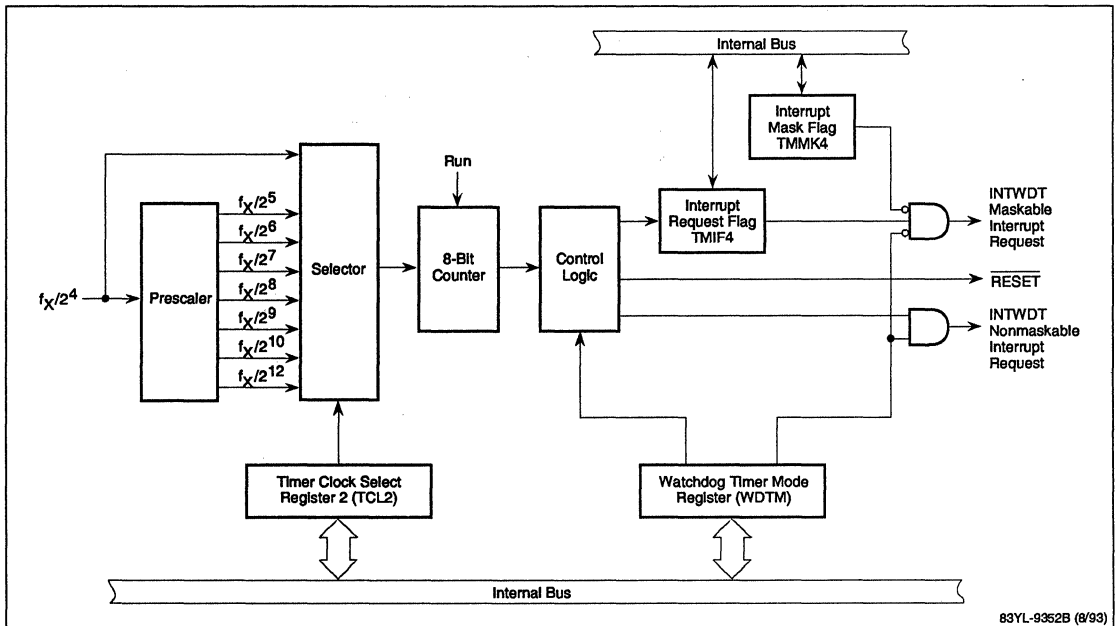 Internal Bus
Interrupt
Mask Flag
TMMK4
Run
fX/2^5
fX/2^6
fX/2^7
fX/2^8
fX/2^9
fX/2^10
fX/2^12
fX/2^4
Prescaler
Selector
8-Bit
Counter
Control
Logic
Interrupt
Request Flag
TMIF4
INTWDT
Maskable
Interrupt
Request
RESET
INTWDT
Nonmaskable
Interrupt
Request
Timer Clock Select
Register 2 (TCL2)
Watchdog Timer Mode
Register (WDTM)
Internal Bus
83YL-9352B (8/93)